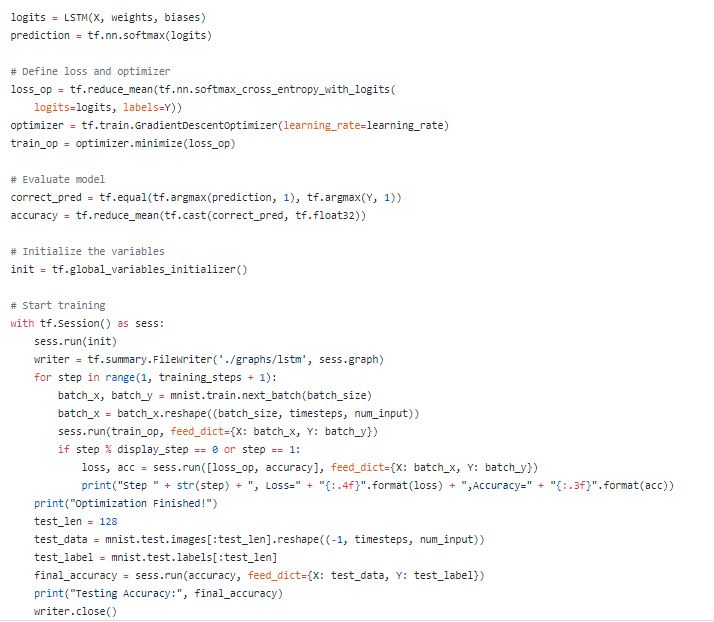 logits = LSTM(X, weights, biases)
prediction = tf.nn.softmax(logits)
# Define loss and optimizer
loss_op = tf.reduce_mean(tf.nn.softmax_cross_entropy_with_logits(
    logits=logits, labels=Y))
optimizer = tf.train.GradientDescentOptimizer(learning_rate=learning_rate)
train_op = optimizer.minimize(loss_op)
# Evaluate model
correct_pred = tf.equal(tf.argmax(prediction, 1), tf.argmax(Y, 1))
accuracy = tf.reduce_mean(tf.cast(correct_pred, tf.float32))
# Initialize the variables
init = tf.global_variables_initializer()
# Start training
with tf.Session() as sess:
    sess.run(init)
    writer = tf.summary.FileWriter('./graphs/lstm', sess.graph)
    for step in range(1, training_steps + 1):
        batch_x, batch_y = mnist.train.next_batch(batch_size)
        batch_x = batch_x.reshape((batch_size, timesteps, num_input))
        sess.run(train_op, feed_dict={X: batch_x, Y: batch_y})
        if step % display_step == 0 or step == 1:
            loss, acc = sess.run([loss_op, accuracy], feed_dict={X: batch_x, Y: batch_y})
            print("Step " + str(step) + ", Loss=" + "{:.4f}".format(loss) + ",Accuracy=" + "{:.3f}".format(acc))
    print("Optimization Finished!")
    test_len = 128
    test_data = mnist.test.images[:test_len].reshape((-1, timesteps, num_input))
    test_label = mnist.test.labels[:test_len]
    final_accuracy = sess.run(accuracy, feed_dict={X: test_data, Y: test_label})
    print("Testing Accuracy:", final_accuracy)
    writer.close()